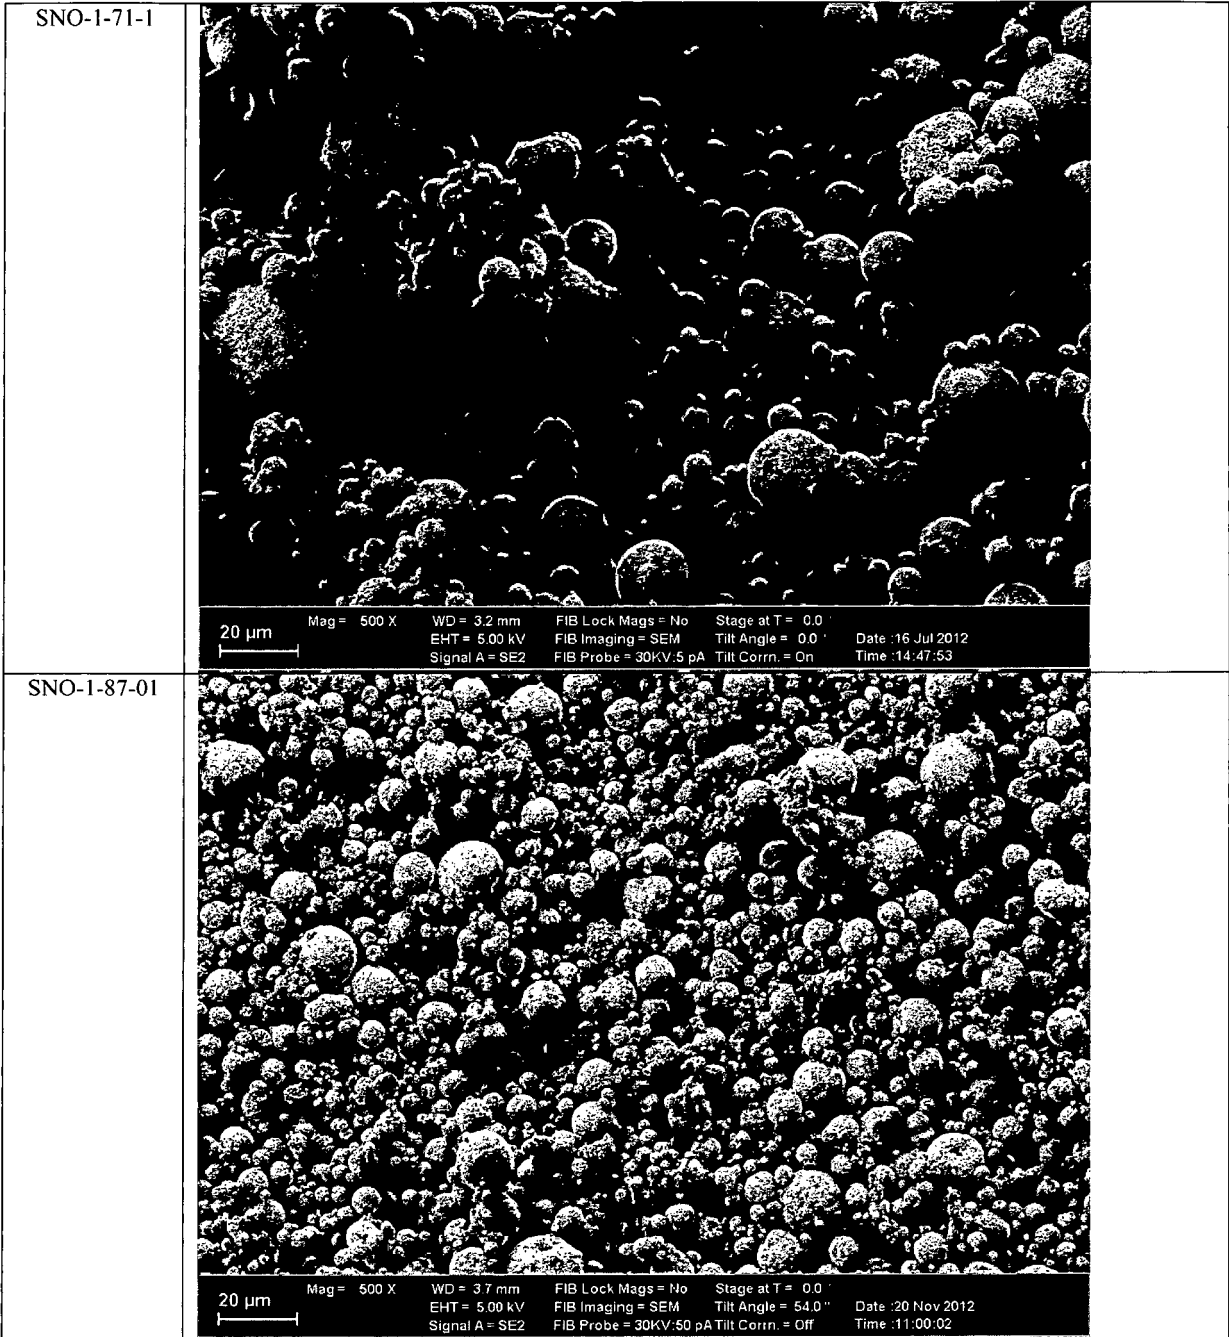 SNO-1-71-1
20 µm
Mag = 500 X WD = 3.2 mm FIB Lock Mags = No Stage at T = 0.0 °
EHT = 5.00 kV FIB Imaging = SEM Tilt Angle = 0.0 ° Date :16 Jul 2012
Signal A = SE2 FIB Probe = 30KV:5 pA Tilt Corrn. = On Time :14:47:53
SNO-1-87-01
20 µm
Mag = 500 X WD = 3.7 mm FIB Lock Mags = No Stage at T = 0.0 °
EHT = 5.00 kV FIB Imaging = SEM Tilt Angle = 54.0 ° Date :20 Nov 2012
Signal A = SE2 FIB Probe = 30KV:50 pA Tilt Corrn. = Off Time :11:00:02